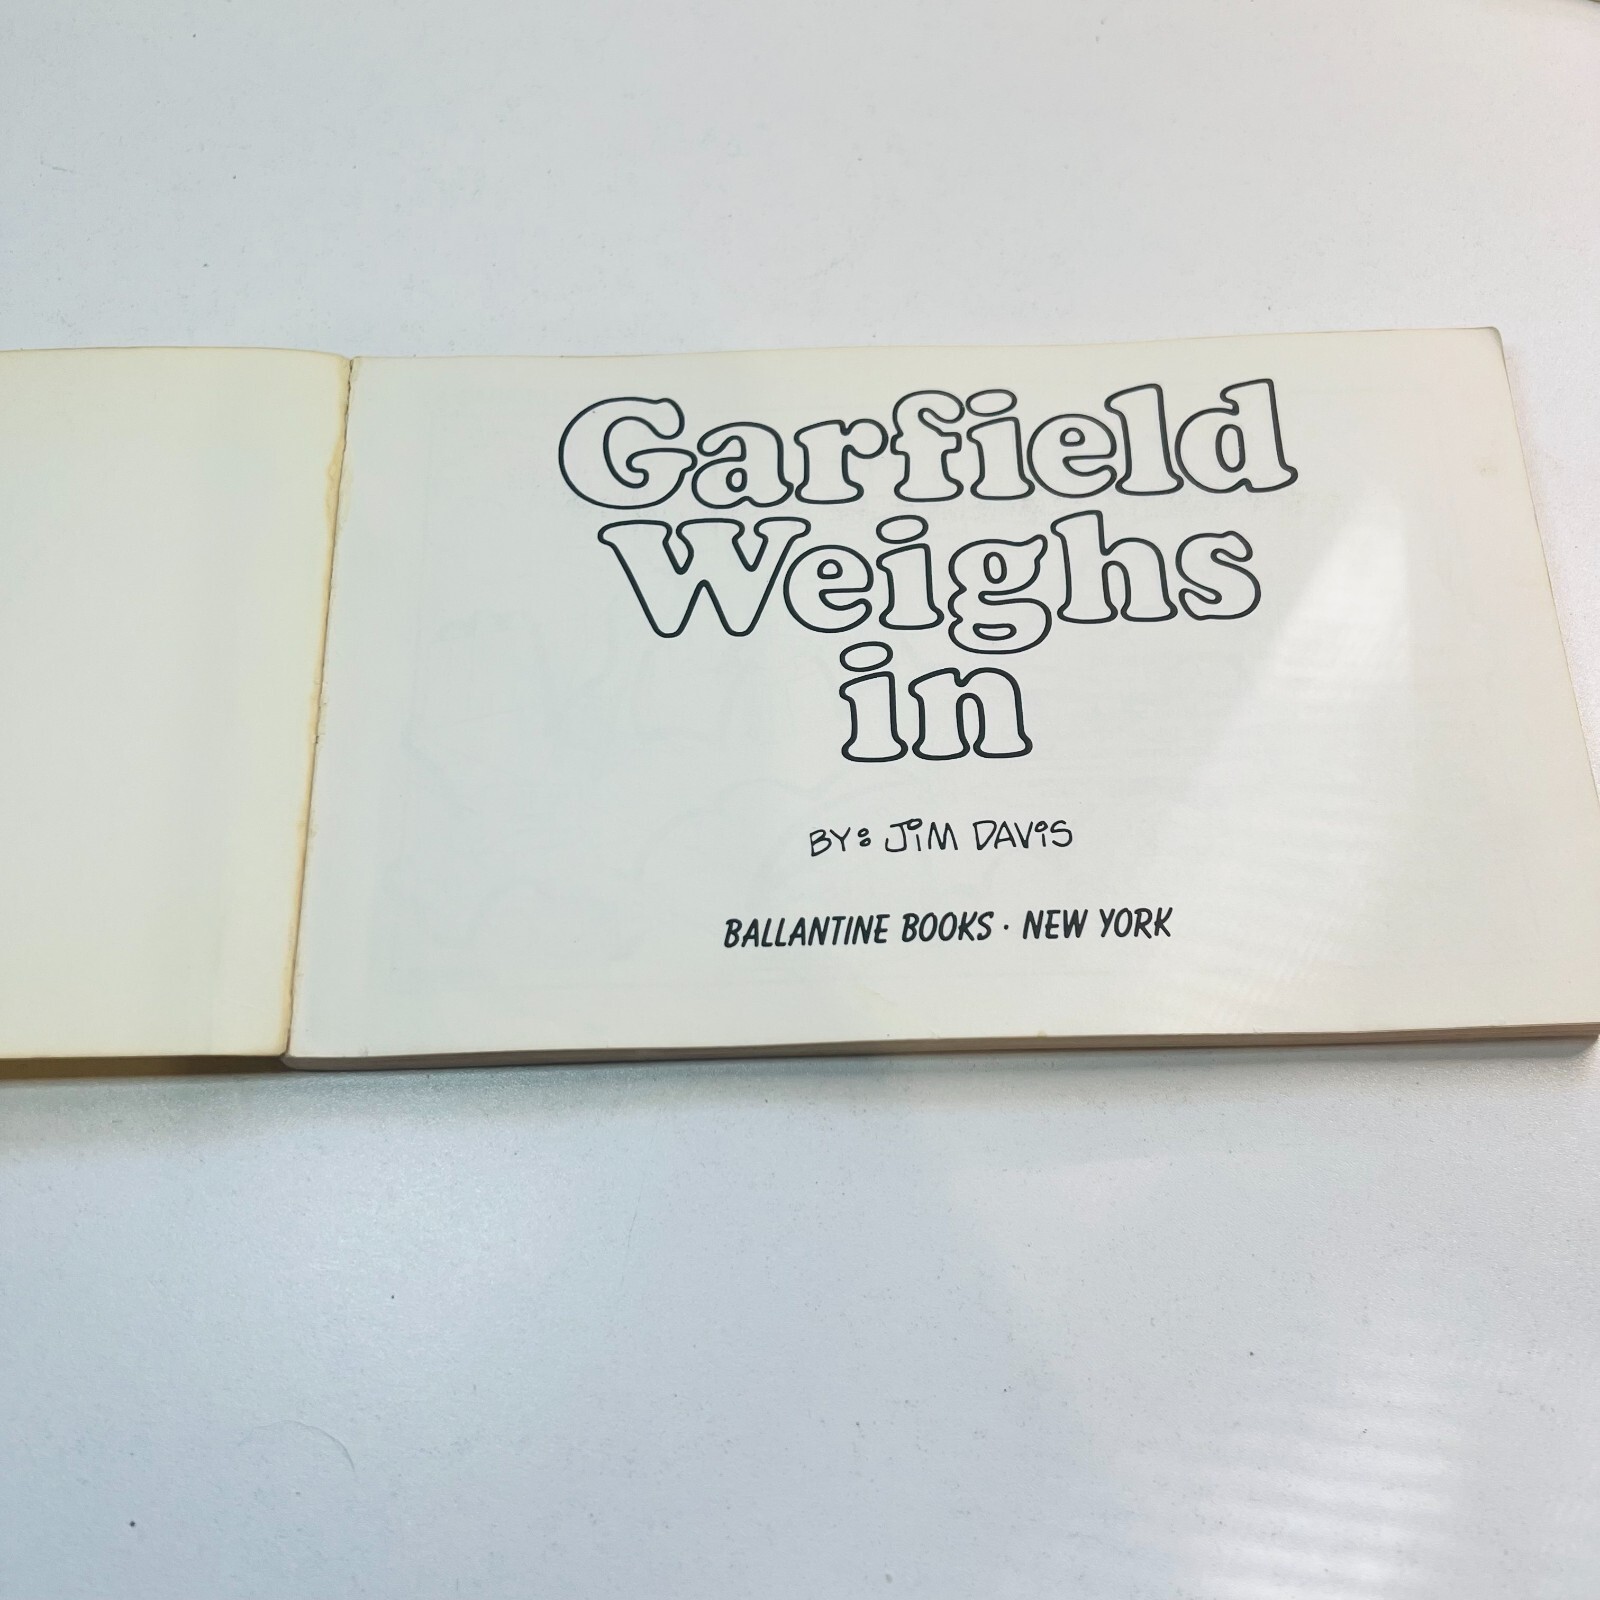 Garfield
Weighs
in
BY: JiM DAViS
BALLANTINE BOOKS · NEW YORK